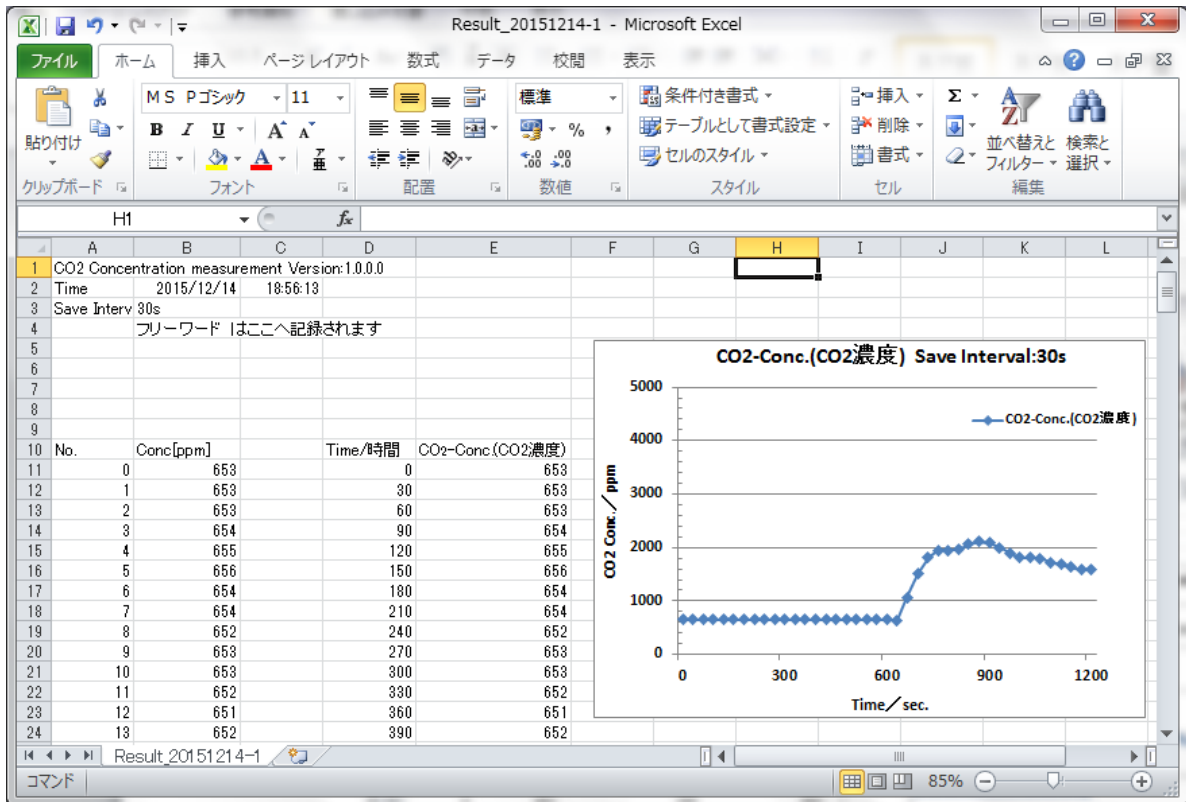 Result_20151214-1 - Microsoft Excel
ファイル ホーム 挿入 ページ レイアウト 数式 データ 校閲 表示
貼り付け
クリップボード
MS Pゴシック 11
B I U A A
フォント
配置
標準
% ,
数値
条件付き書式
テーブルとして書式設定
セルのスタイル
スタイル
挿入
削除
書式
セル
Σ
並べ替えと
フィルター
検索と
選択
編集
H1 fx
A B C D E F G H I J K L
1 CO2 Concentration measurement Version:1.0.0.0
2 Time 2015/12/14 18:56:13
3 Save Interv 30s
4 フリーワード はここへ記録されます
5
6
7
8
9
10 No. Conc[ppm] Time/時間 CO2-Conc.(CO2濃度)
11 0 653 0 653
12 1 653 30 653
13 2 653 60 653
14 3 654 90 654
15 4 655 120 655
16 5 656 150 656
17 6 654 180 654
18 7 654 210 654
19 8 652 240 652
20 9 653 270 653
21 10 653 300 653
22 11 652 330 652
23 12 651 360 651
24 13 652 390 652
CO2-Conc.(CO2濃度) Save Interval:30s
CO2-Conc.(CO2濃度)
CO2 Conc.／ppm
5000
4000
3000
2000
1000
0
0 300 600 900 1200
Time／sec.
Result_20151214-1
コマンド 85%